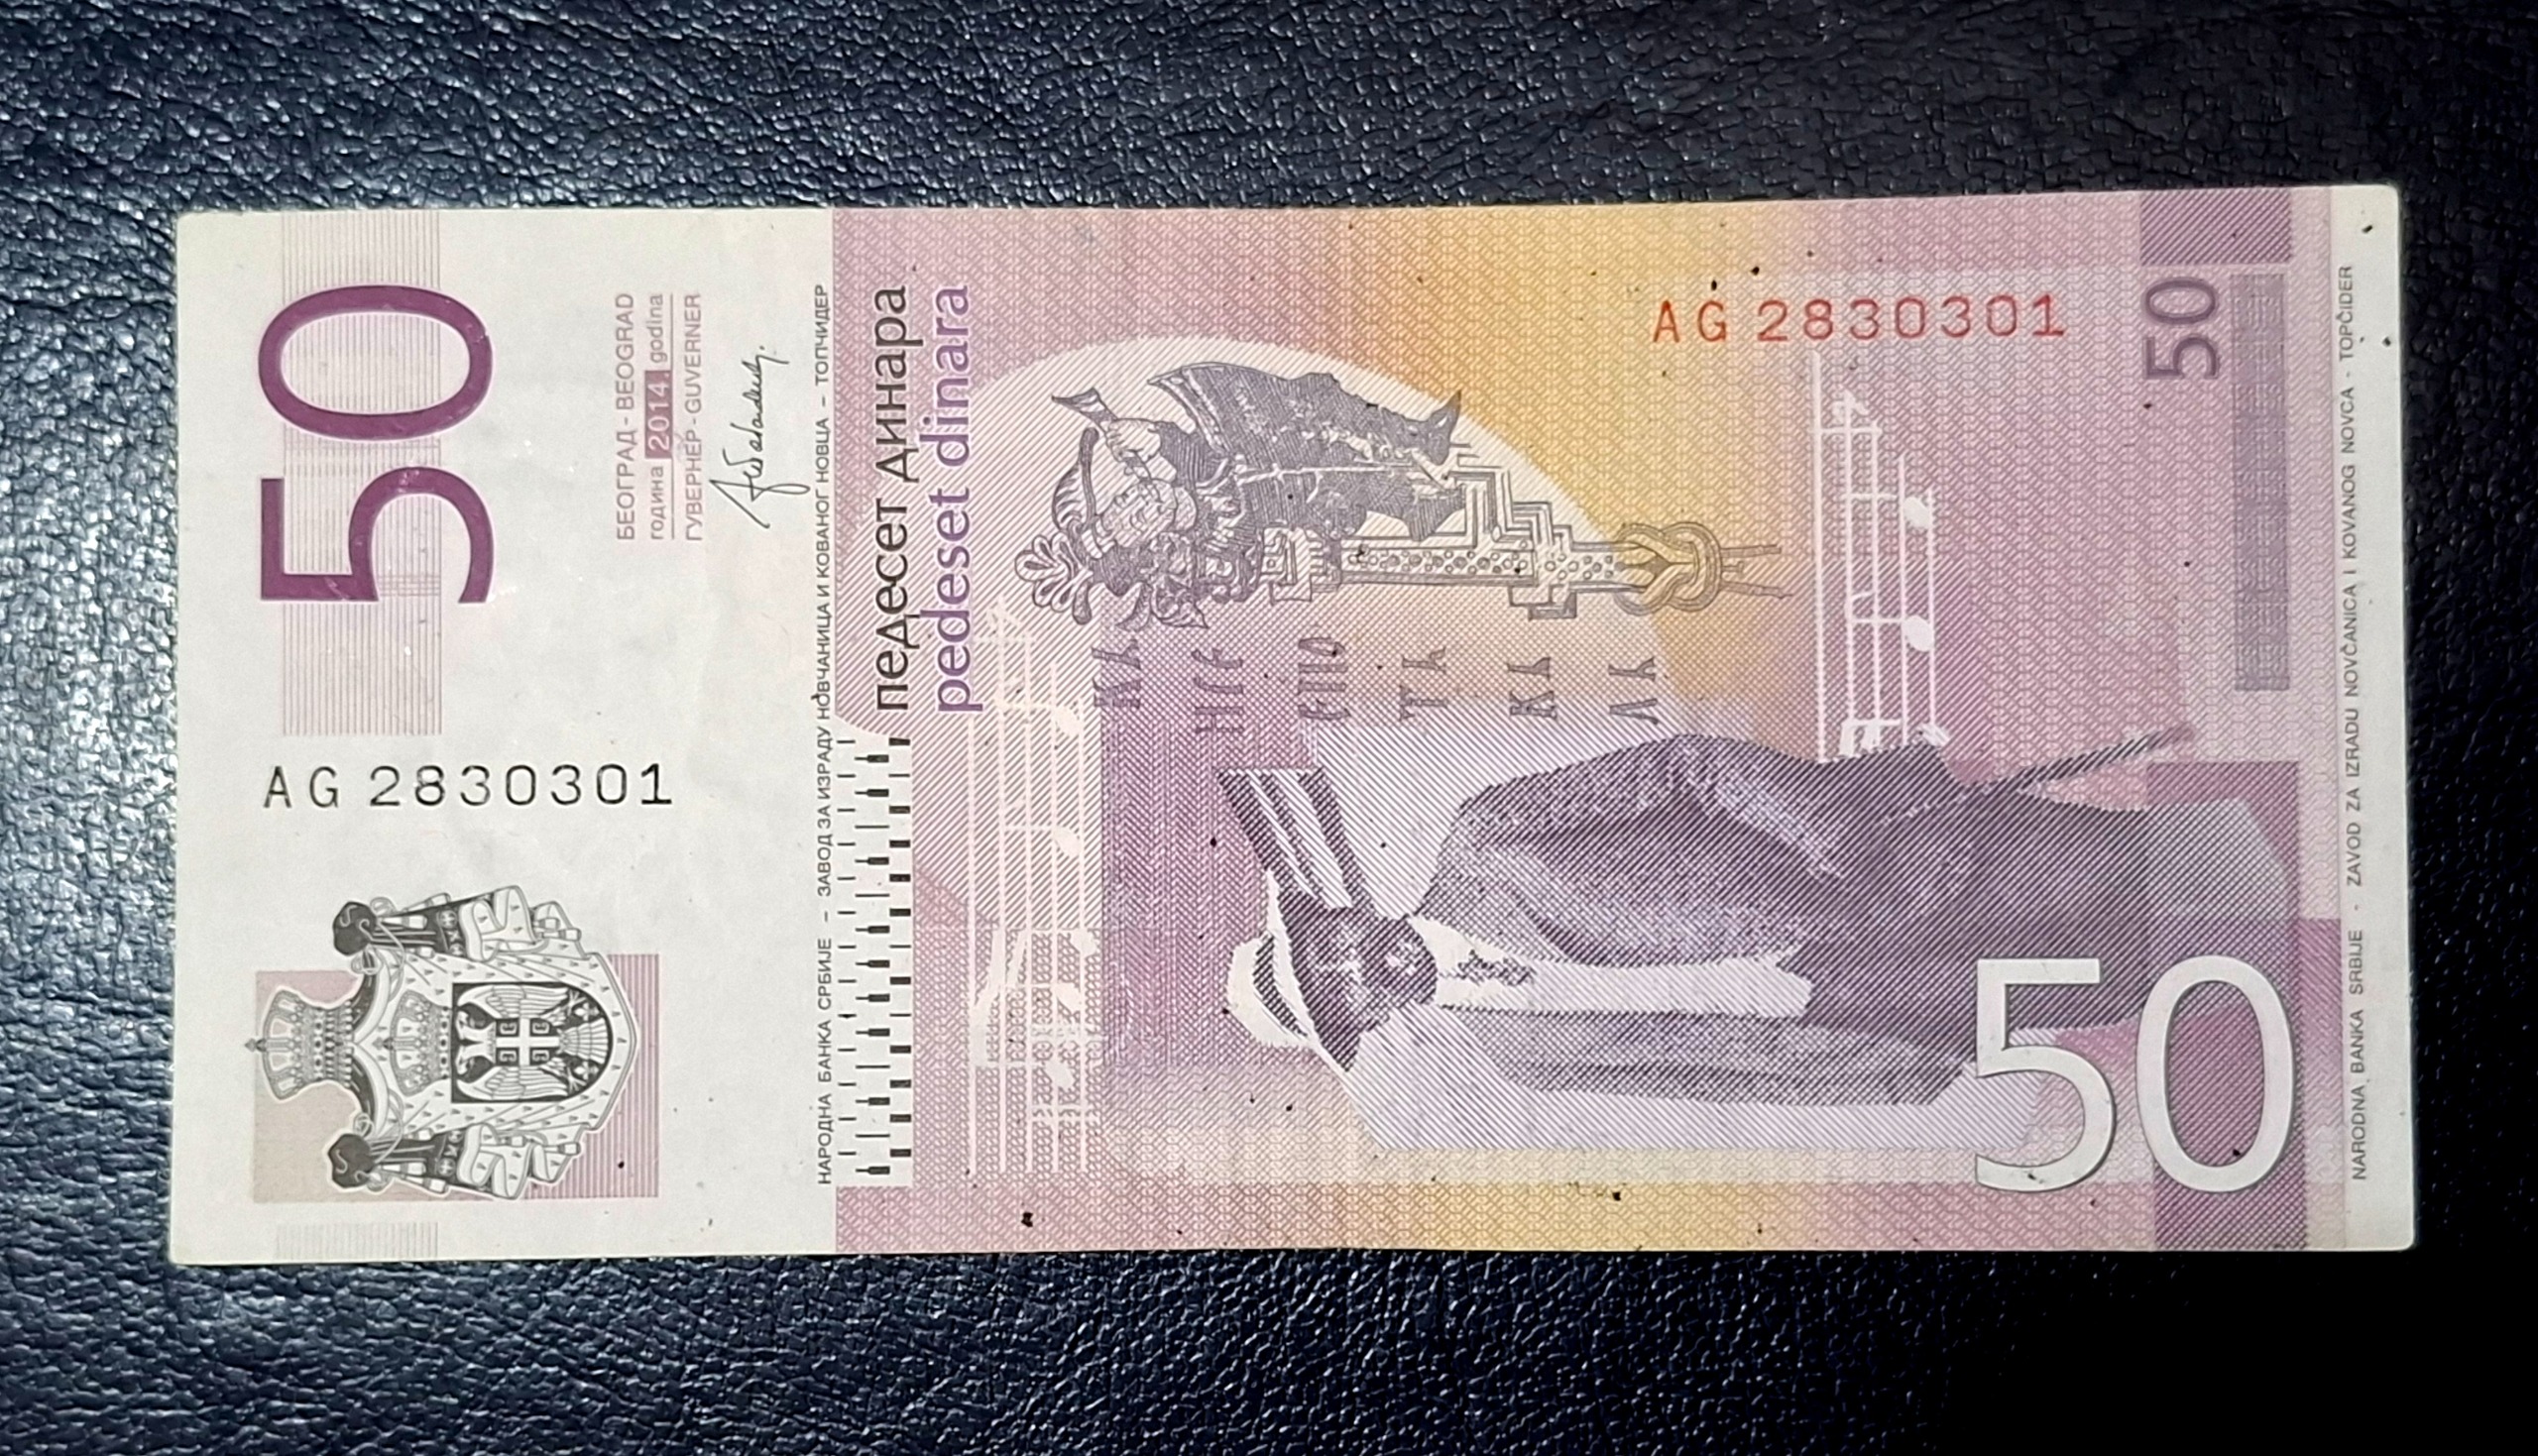 50
AG 2830301
БЕОГРАД - BEOGRAD
година 2014. godina
ГУВЕРНЕР - GUVERNER
НАРОДНА БАНКА СРБИЈЕ – ЗАВОД ЗА ИЗРАДУ НОВЧАНИЦА И КОВАНОГ НОВЦА – ТОПЧИДЕР
педесет динара
pedeset dinara
AG 2830301
50
50
NARODNA BANKA SRBIJE - ZAVOD ZA IZRADU NOVČANICA I KOVANOG NOVCA - TOPČIDER